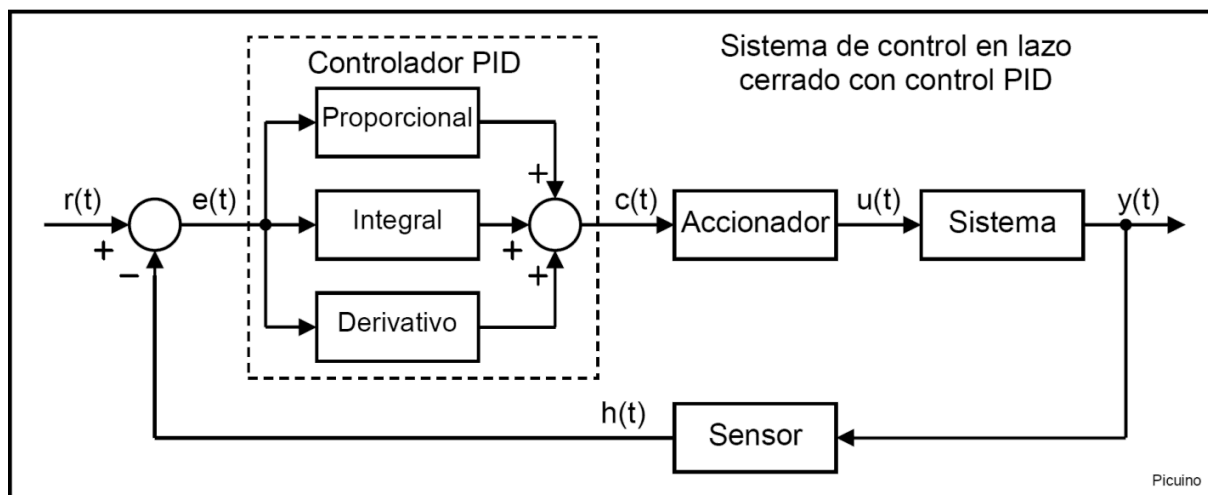 Sistema de control en lazo
cerrado con control PID
Controlador PID
Proporcional
+
r(t)
e(t)
Integral
c(t)
Accionador
u(t)
Sistema
y(t)
+
−
+
+
Derivativo
h(t)
Sensor
Picuino